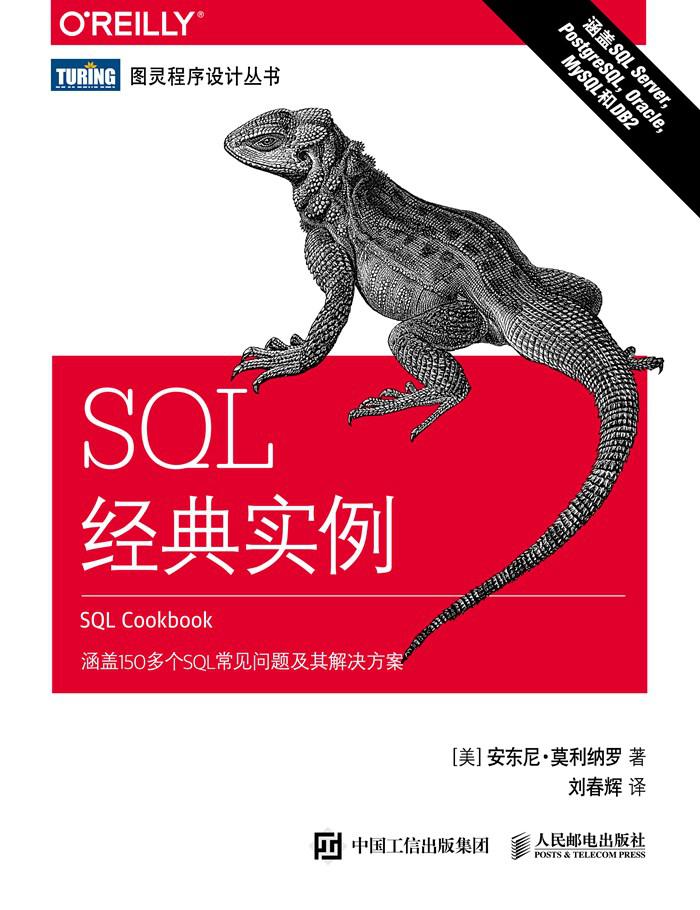 O'REILLY®
TURING 图灵程序设计丛书
涵盖SQL Server,
PostgreSQL, Oracle,
MySQL和DB2
SQL
经典实例
SQL Cookbook
涵盖150多个SQL常见问题及其解决方案
[美] 安东尼·莫利纳罗 著
刘春辉 译
中国工信出版集团
人民邮电出版社
POSTS & TELECOM PRESS